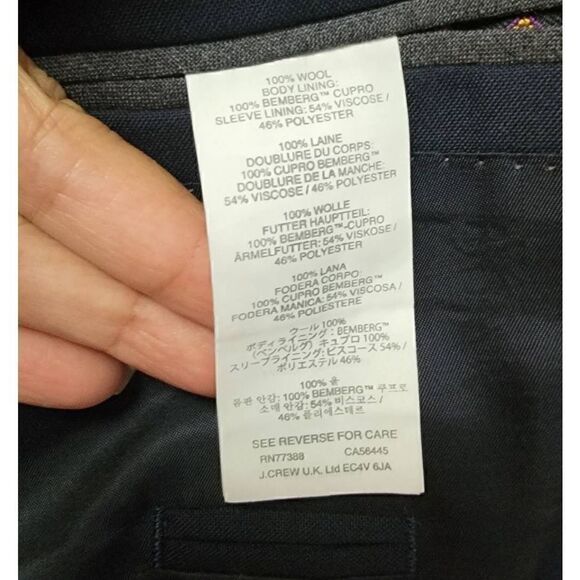 100% WOOL
BODY LINING:
100% BEMBERG™ CUPRO
SLEEVE LINING: 54% VISCOSE /
46% POLYESTER
100% LAINE
DOUBLURE DU CORPS:
100% CUPRO BEMBERG™
DOUBLURE DE LA MANCHE:
54% VISCOSE / 46% POLYESTER
100% WOLLE
FUTTER HAUPTTEIL:
100% BEMBERG™-CUPRO
ÄRMELFUTTER: 54% VISKOSE /
46% POLYESTER
100% LANA
FODERA CORPO:
100% CUPRO BEMBERG™
FODERA MANICA: 54% VISCOSA /
46% POLIESTERE
ウール 100%
ボディライニング : BEMBERG™
(ベンベルグ) キュプロ 100%
スリーブライニング: ビスコース 54% /
ポリエステル 46%
100% 울
몸판 안감: 100% BEMBERG™ 큐프로
소매 안감: 54% 비스코스 /
46% 폴리에스테르
SEE REVERSE FOR CARE
RN77388 CA56445
J.CREW U.K. Ltd EC4V 6JA